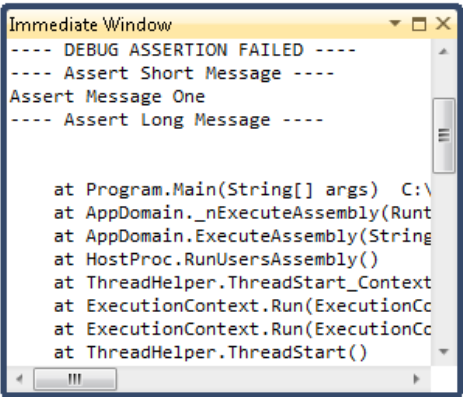 Immediate Window
---- DEBUG ASSERTION FAILED ----
---- Assert Short Message ----
Assert Message One
---- Assert Long Message ----
at Program.Main(String[] args)  C:\
at AppDomain._nExecuteAssembly(Runt
at AppDomain.ExecuteAssembly(String
at HostProc.RunUsersAssembly()
at ThreadHelper.ThreadStart_Context
at ExecutionContext.Run(ExecutionCo
at ExecutionContext.Run(ExecutionCo
at ThreadHelper.ThreadStart()